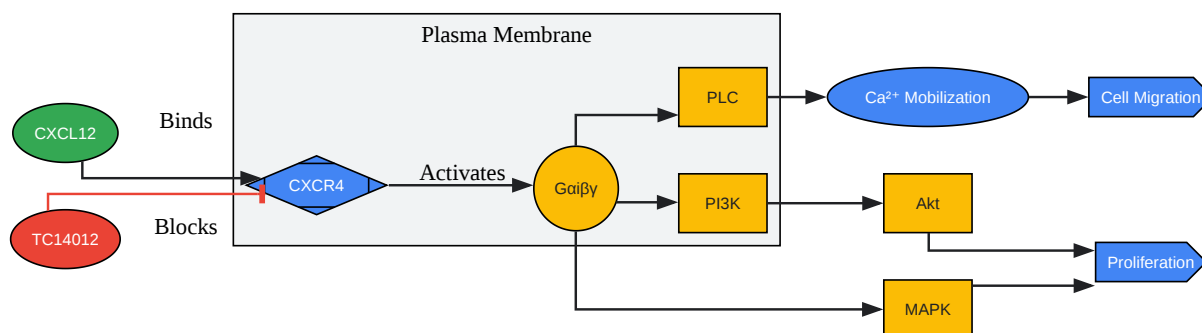 Plasma Membrane
CXCL12
Binds
CXCR4
Activates
Gαiβγ
PLC
Ca²⁺ Mobilization
Cell Migration
TC14012
Blocks
PI3K
Akt
Proliferation
MAPK